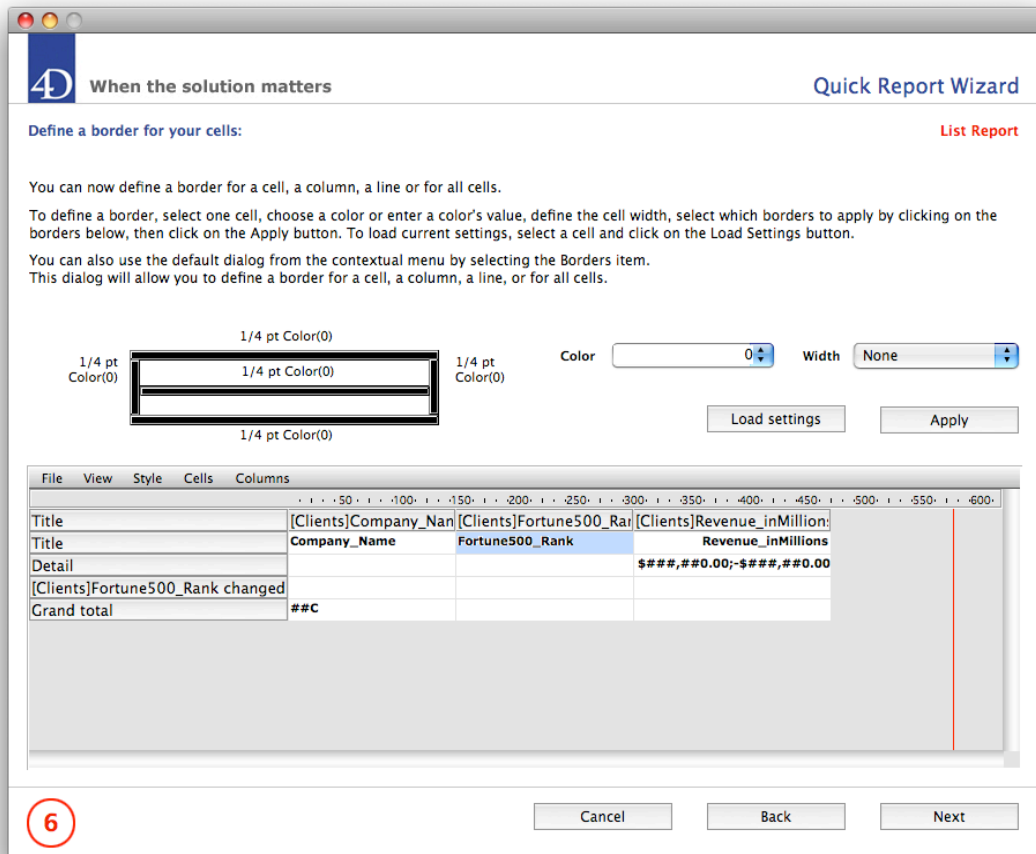 4D When the solution matters
Quick Report Wizard
Define a border for your cells:
List Report
You can now define a border for a cell, a column, a line or for all cells.
To define a border, select one cell, choose a color or enter a color's value, define the cell width, select which borders to apply by clicking on the
borders below, then click on the Apply button. To load current settings, select a cell and click on the Load Settings button.
You can also use the default dialog from the contextual menu by selecting the Borders item.
This dialog will allow you to define a border for a cell, a column, a line, or for all cells.
1/4 pt Color(0)
1/4 pt
Color(0)
1/4 pt Color(0)
1/4 pt
Color(0)
1/4 pt Color(0)
Color 0 Width None
Load settings Apply
File View Style Cells Columns
50 100 150 200 250 300 350 400 450 500 550 600
Title [Clients]Company_Nan [Clients]Fortune500_Rar [Clients]Revenue_inMillion:
Title Company_Name Fortune500_Rank Revenue_inMillions
Detail $###,##0.00;-$###,##0.00
[Clients]Fortune500_Rank changed
Grand total ##C
6 Cancel Back Next